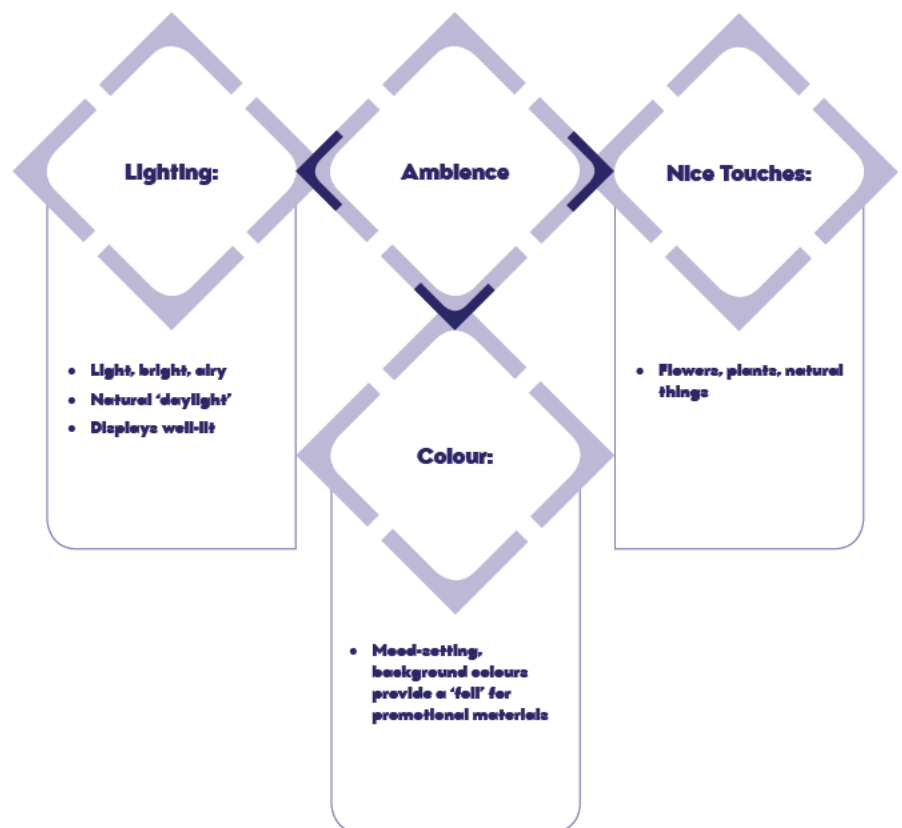 Lighting:
Ambience
Nice Touches:
• Light, bright, airy
• Natural ‘daylight’
• Displays well-lit
• Flowers, plants, natural
things
Colour:
• Mood-setting,
background colours
provide a ‘foil’ for
promotional materials